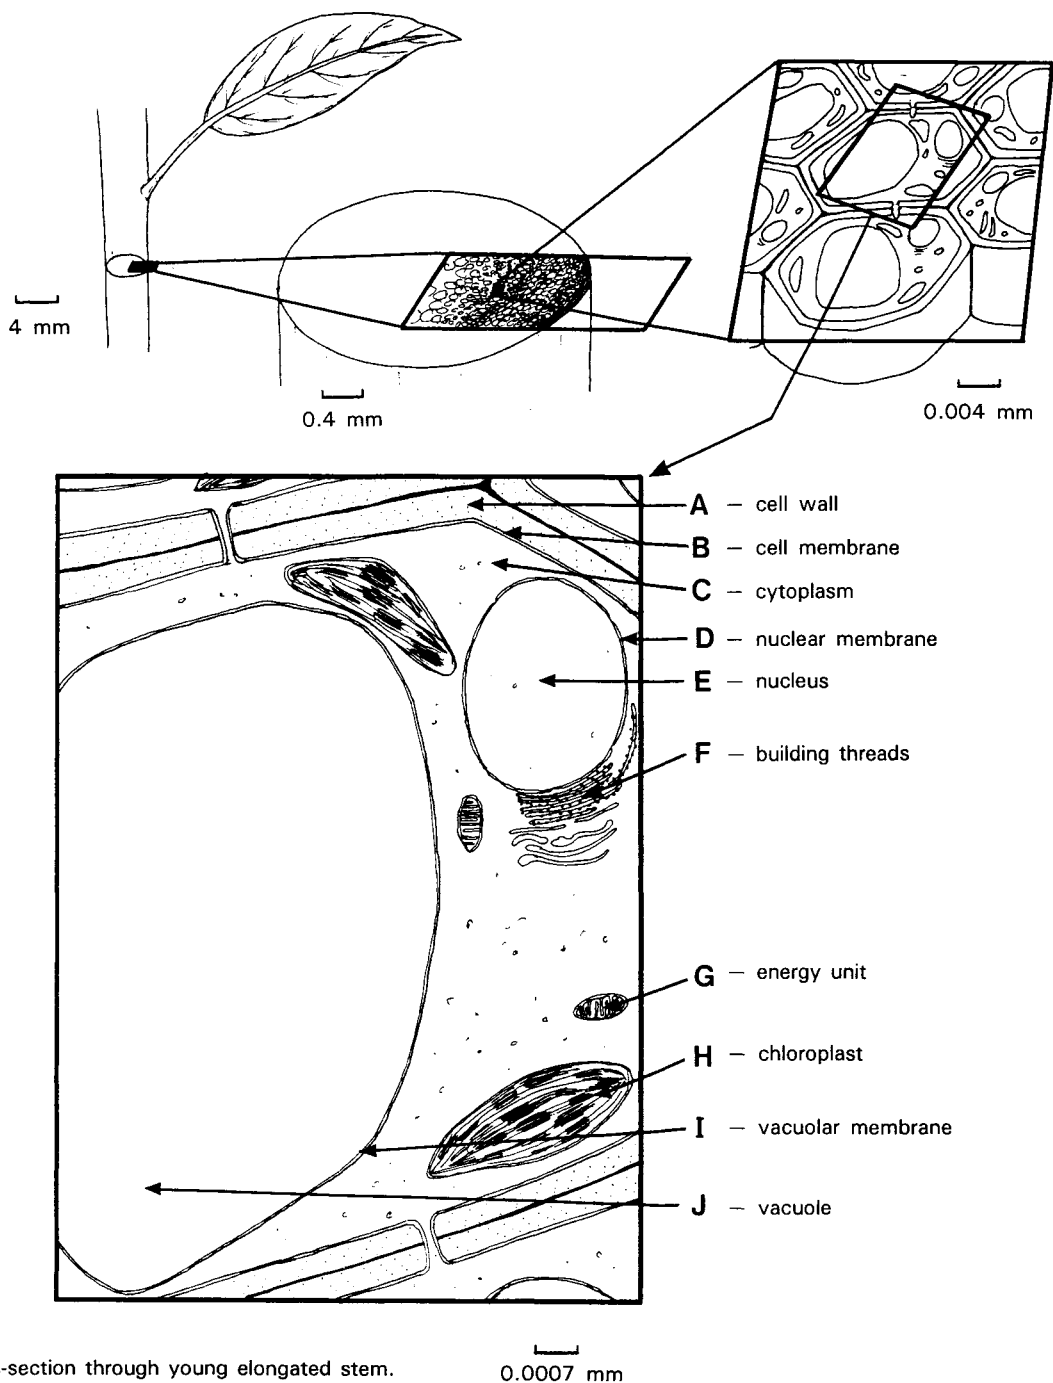 4 mm
0.4 mm
0.004 mm
A – cell wall
B – cell membrane
C – cytoplasm
D – nuclear membrane
E – nucleus
F – building threads
G – energy unit
H – chloroplast
I – vacuolar membrane
J – vacuole
-section through young elongated stem.
0.0007 mm